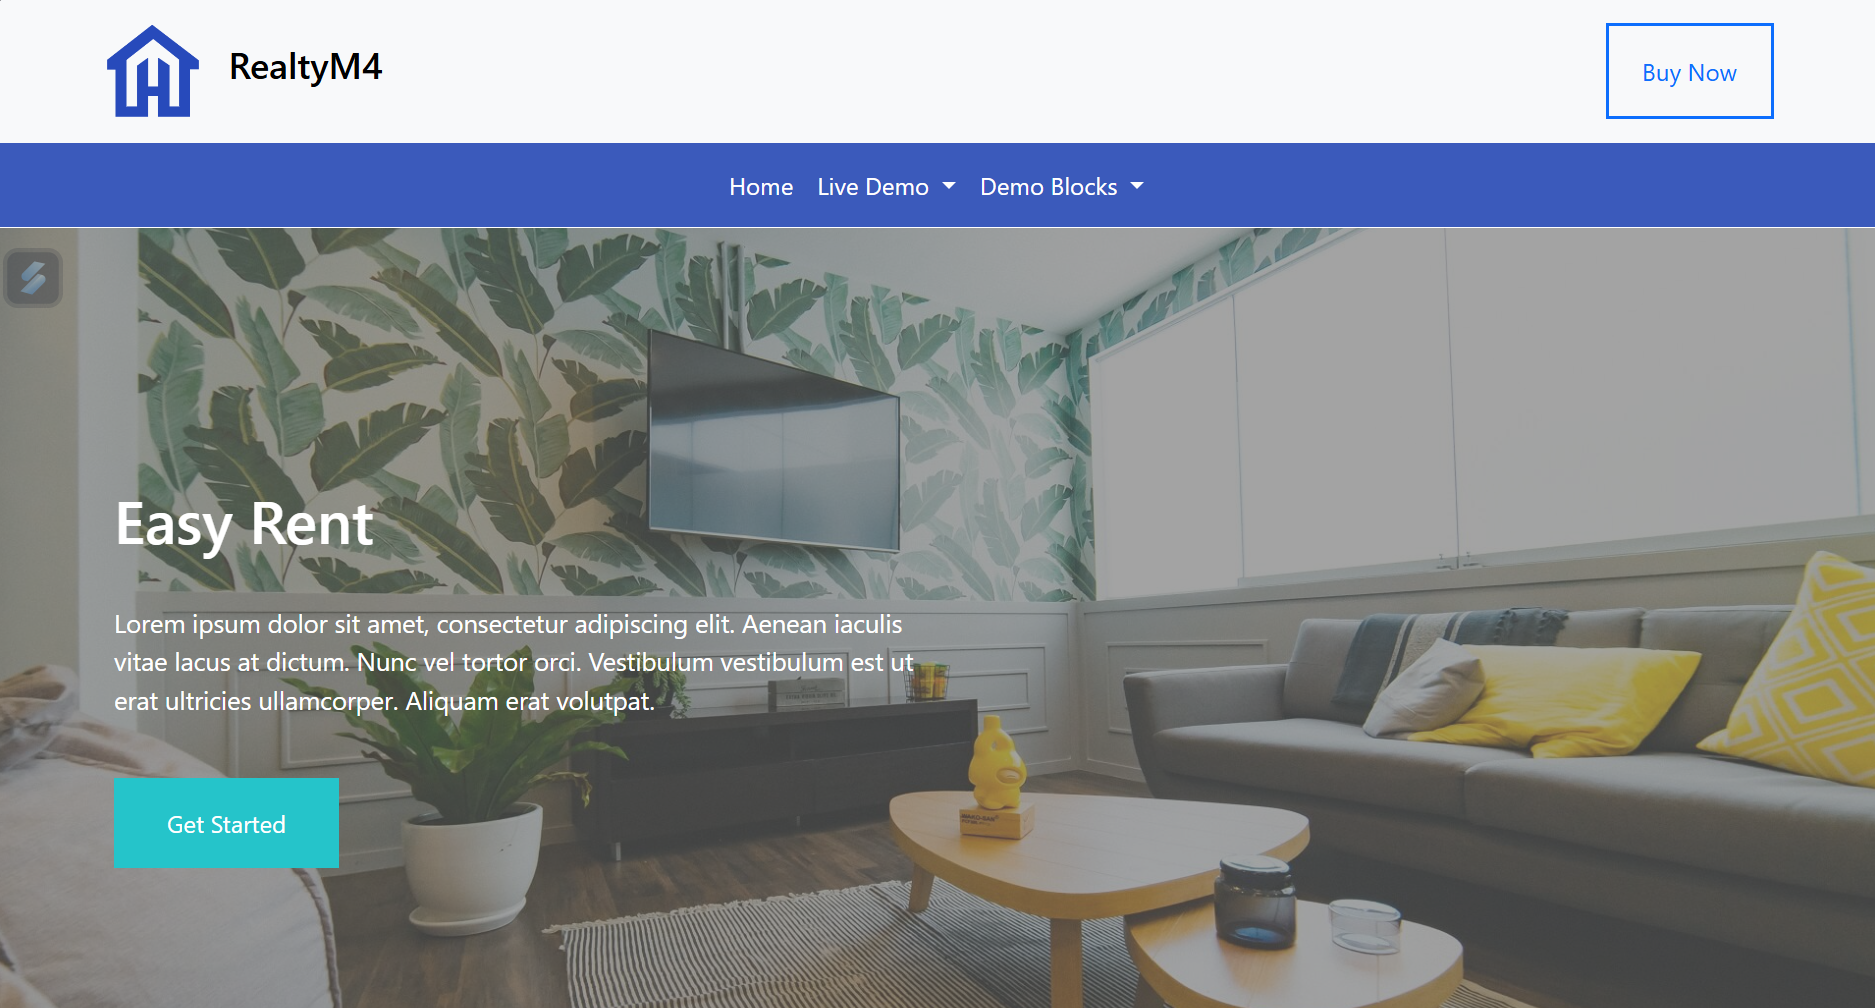 RealtyM4
Buy Now
Home Live Demo Demo Blocks
Easy Rent
Lorem ipsum dolor sit amet, consectetur adipiscing elit. Aenean iaculis
vitae lacus at dictum. Nunc vel tortor orci. Vestibulum vestibulum est ut
erat ultricies ullamcorper. Aliquam erat volutpat.
Get Started